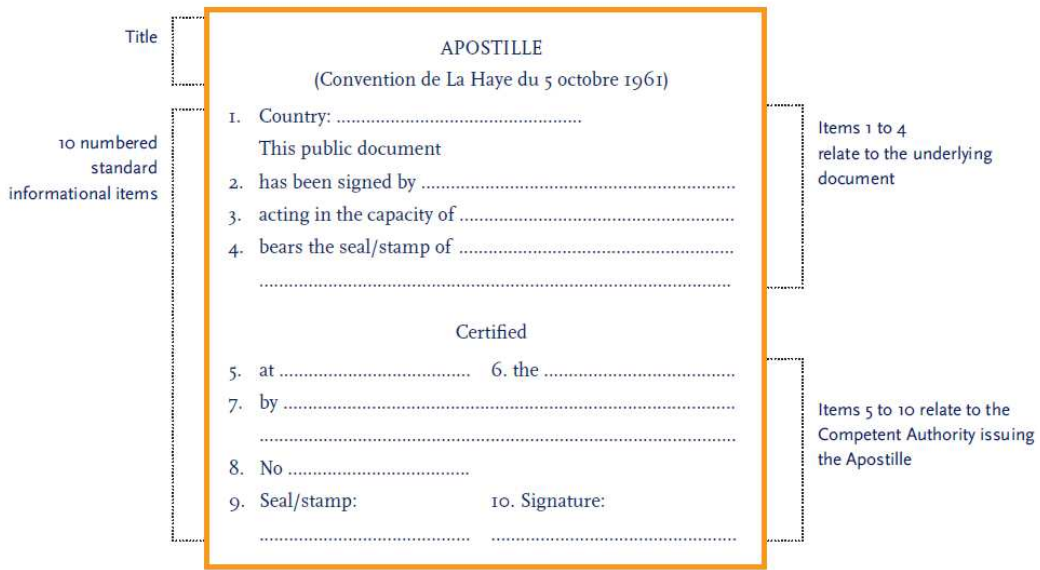 Title
APOSTILLE
(Convention de La Haye du 5 octobre 1961)
10 numbered
standard
informational items
1. Country: ................................................
This public document
2. has been signed by ..............................................................
3. acting in the capacity of ......................................................
4. bears the seal/stamp of ......................................................
.............................................................................................
Items 1 to 4
relate to the underlying
document
Certified
5. at ...................................... 6. the ......................................
7. by .........................................................................................
..............................................................................................
8. No ....................................
9. Seal/stamp: 10. Signature:
.......................................... ................................................
Items 5 to 10 relate to the
Competent Authority issuing
the Apostille